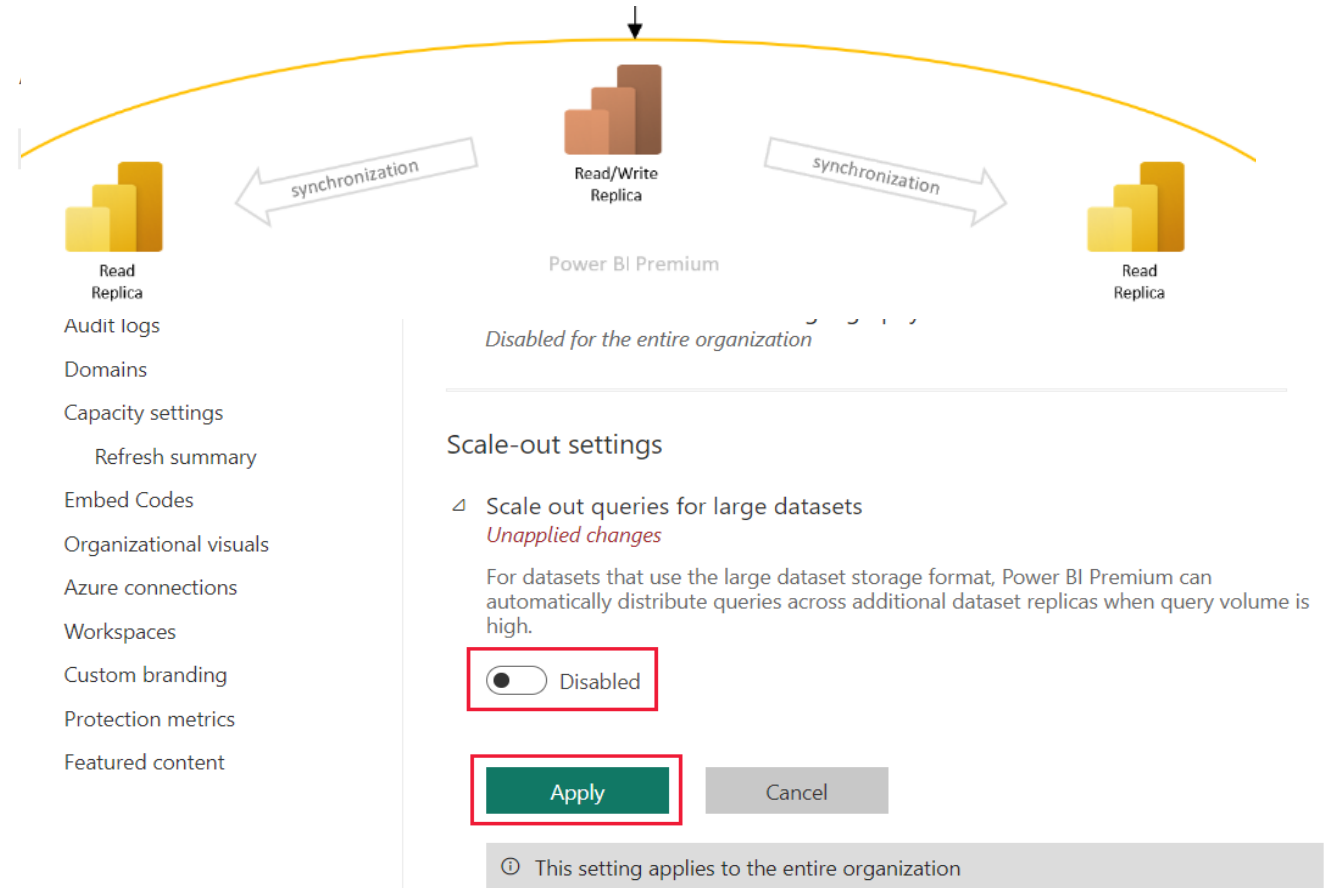 synchronization
Read/Write
Replica
synchronization
Power BI Premium
Read
Replica
Read
Replica
Audit logs
Domains
Capacity settings
Refresh summary
Embed Codes
Organizational visuals
Azure connections
Workspaces
Custom branding
Protection metrics
Featured content
Disabled for the entire organization
Scale-out settings
Scale out queries for large datasets
Unapplied changes
For datasets that use the large dataset storage format, Power BI Premium can
automatically distribute queries across additional dataset replicas when query volume is
high.
Disabled
Apply
Cancel
This setting applies to the entire organization